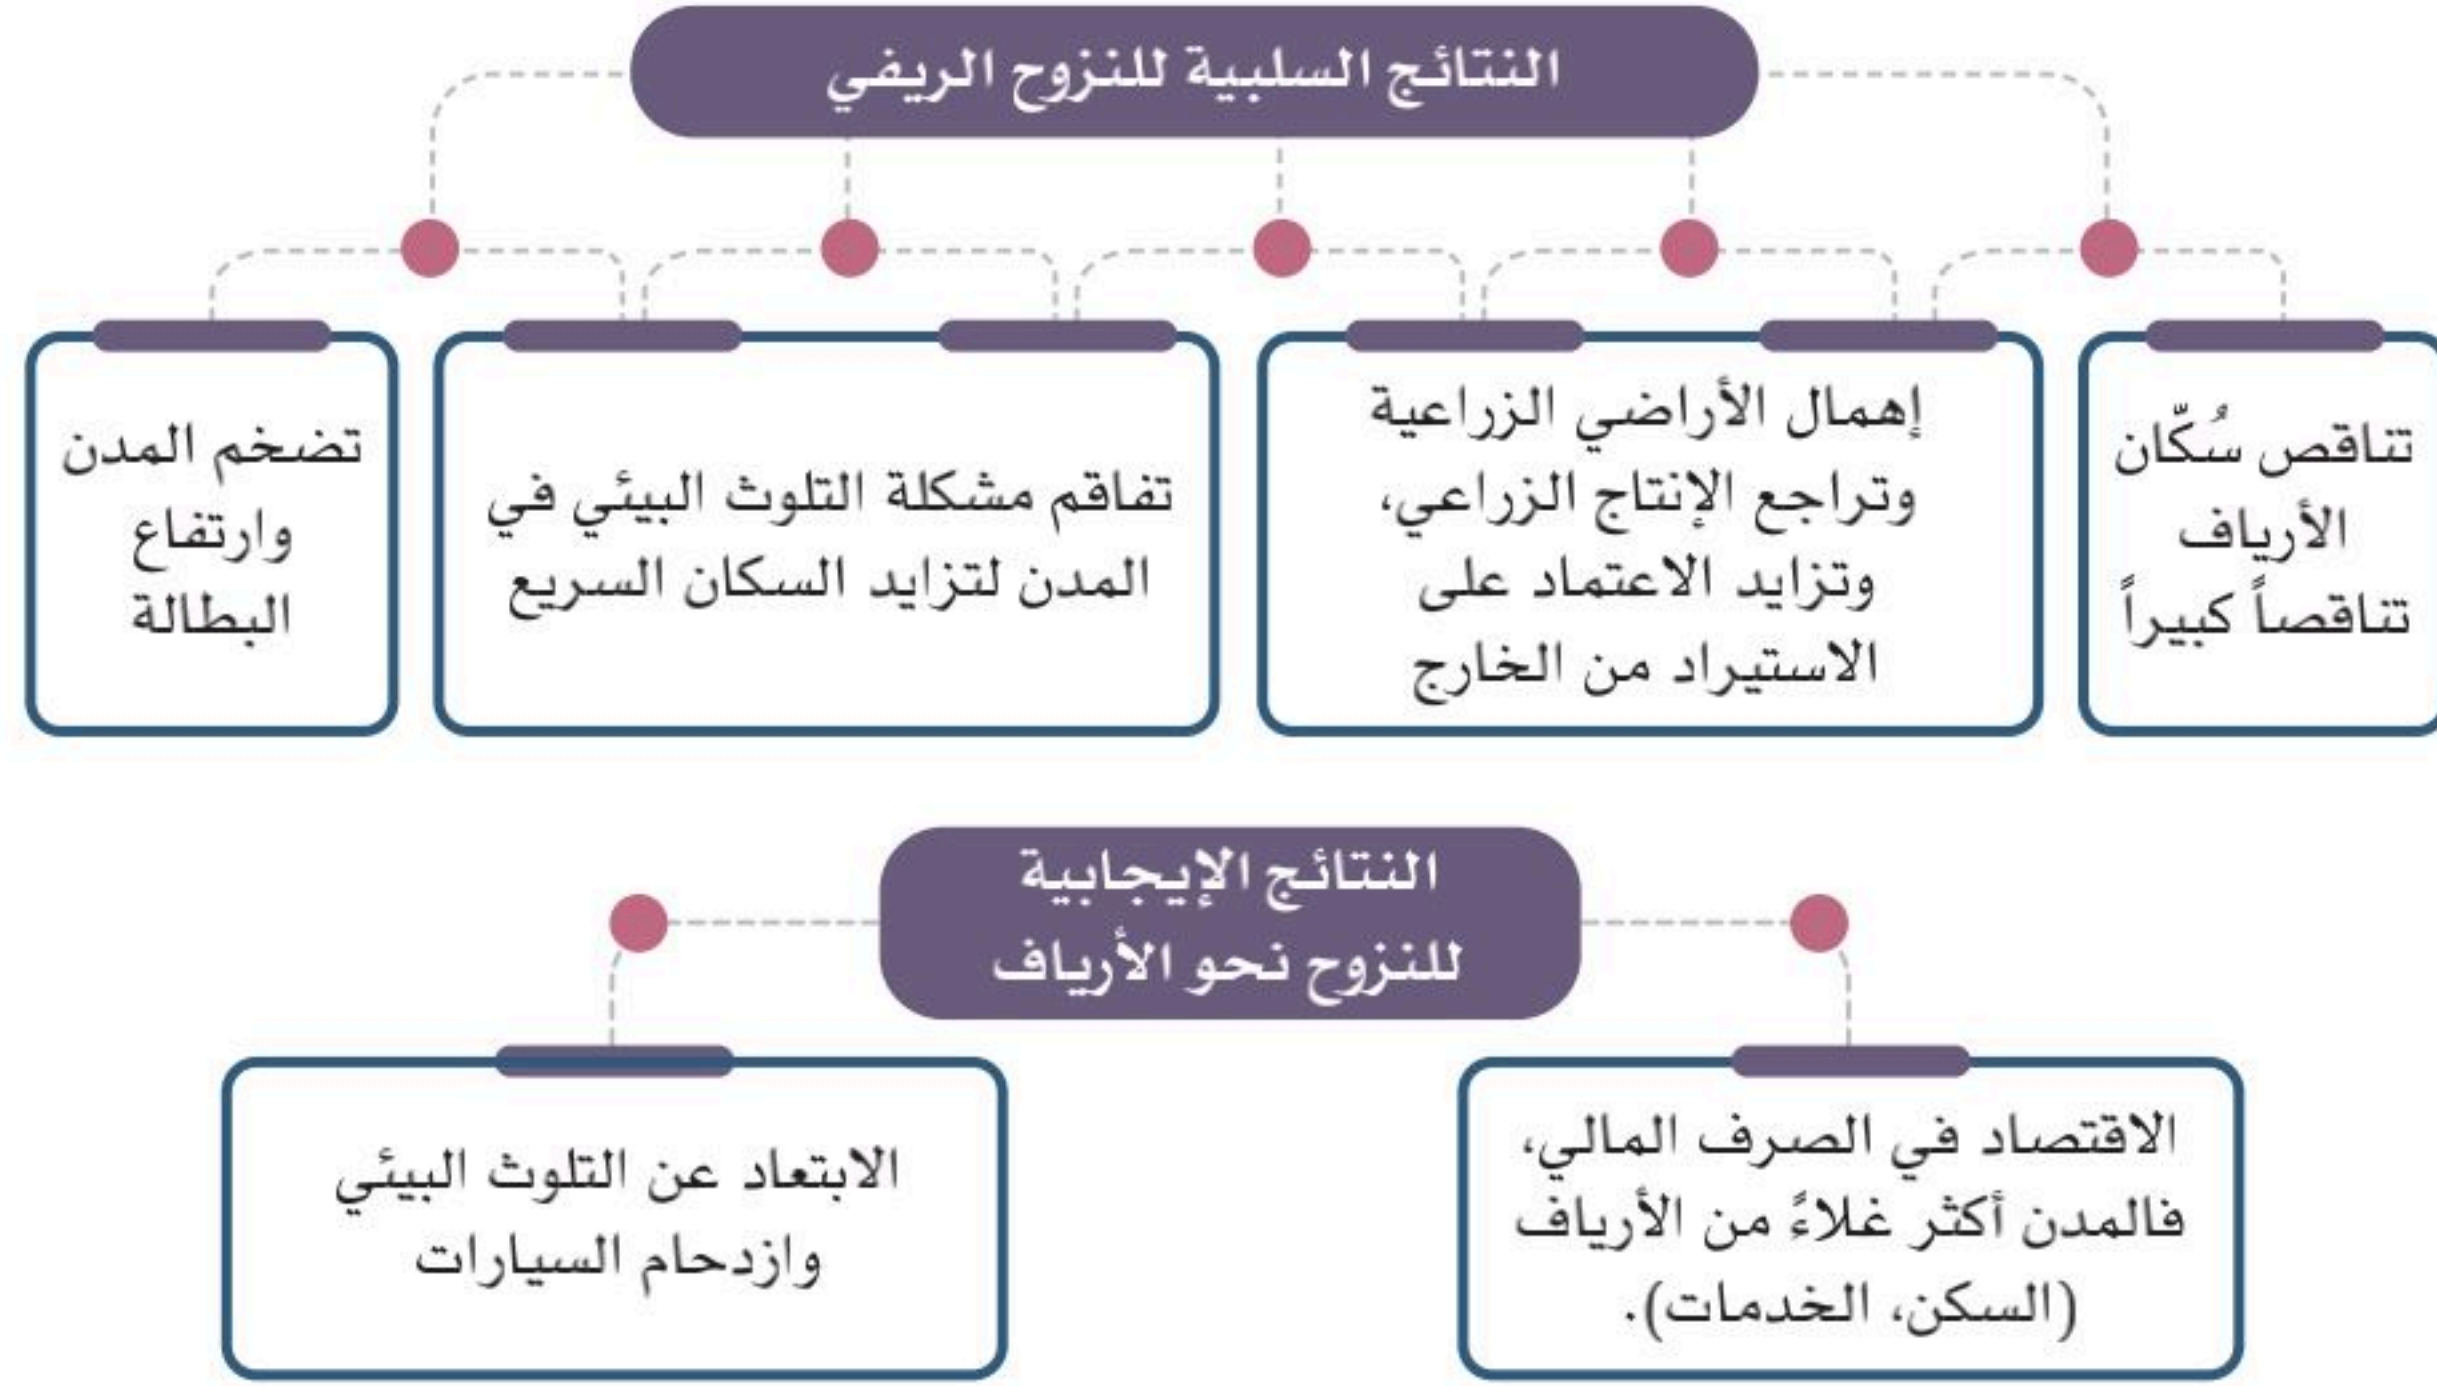 النتائج السلبية للنزوح الريفي
تناقص سُكّان
الأرياف
تناقصاً كبيراً
إهمال الأراضي الزراعية
وتراجع الإنتاج الزراعي،
وتزايد الاعتماد على
الاستيراد من الخارج
تفاقم مشكلة التلوث البيئي في
المدن لتزايد السكان السريع
تضخم المدن
وارتفاع
البطالة
النتائج الإيجابية
للنزوح نحو الأرياف
الاقتصاد في الصرف المالي،
فالمدن أكثر غلاءً من الأرياف
(السكن، الخدمات).
الابتعاد عن التلوث البيئي
وازدحام السيارات